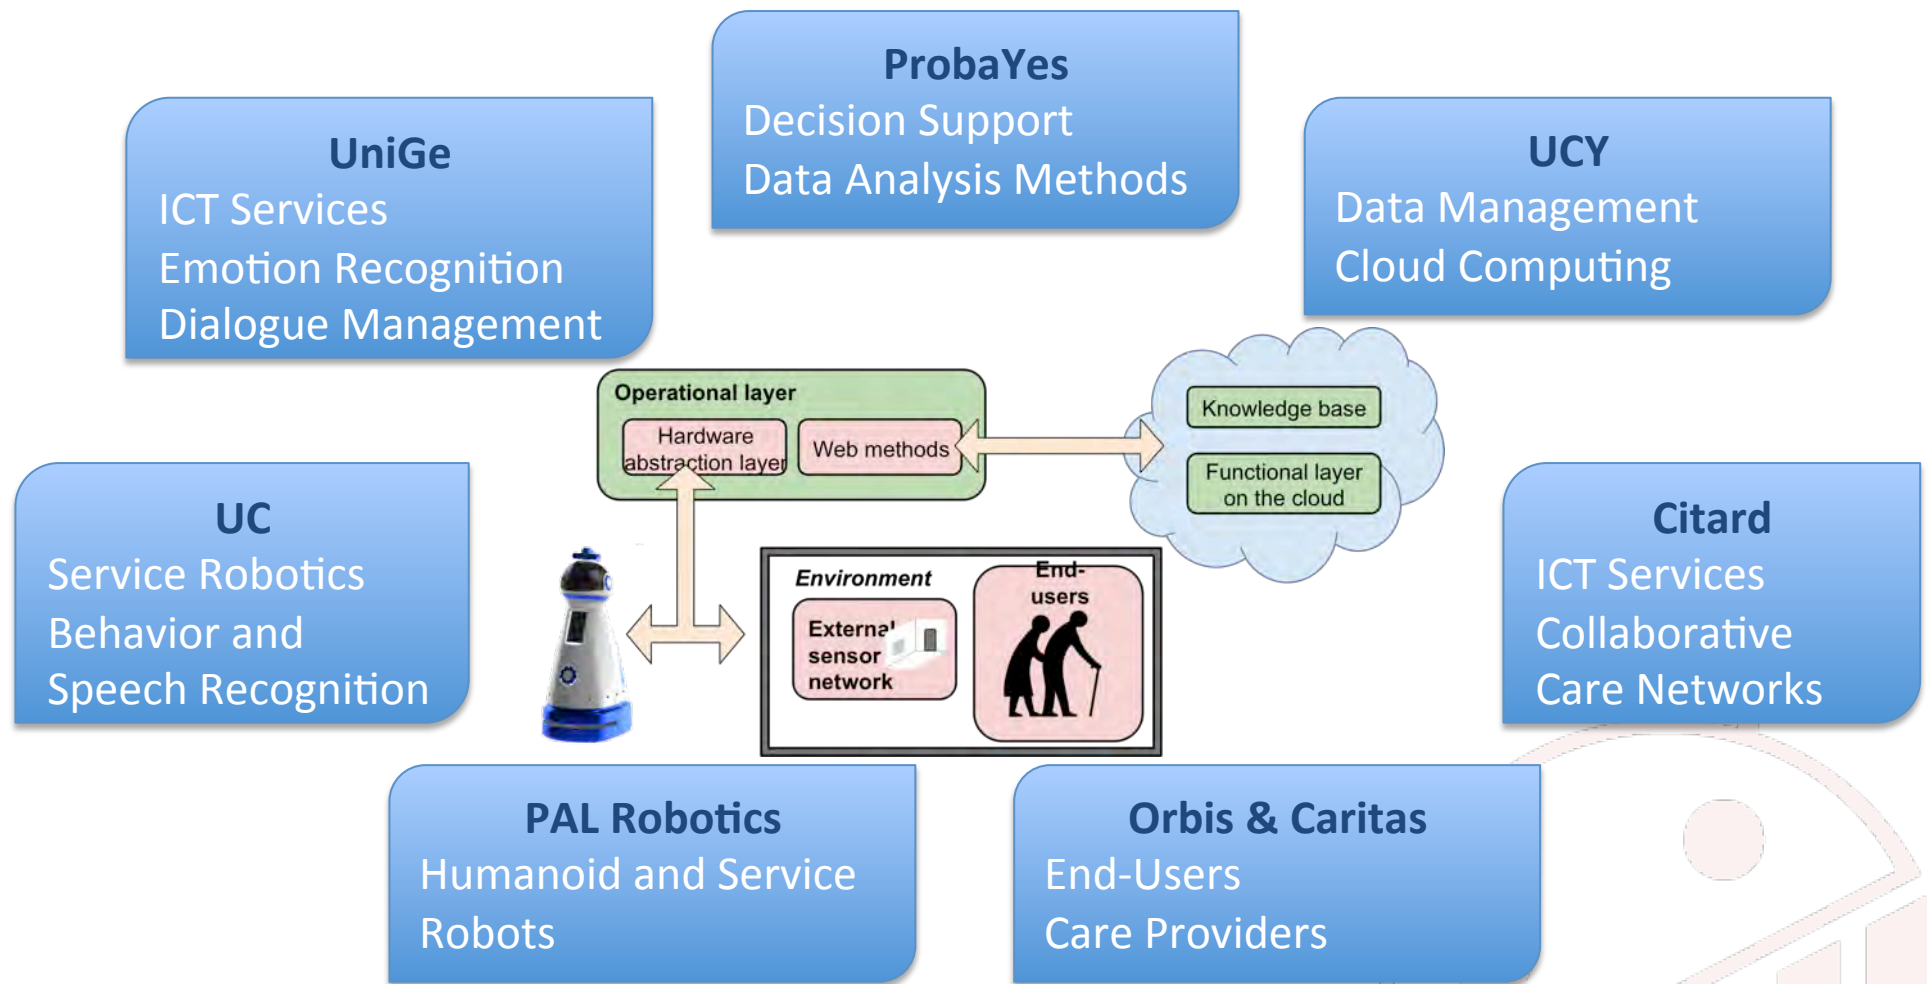 ProbaYes
Decision Support
Data Analysis Methods
UniGe
ICT Services
Emotion Recognition
Dialogue Management
UCY
Data Management
Cloud Computing
Operational layer
Hardware
abstraction layer
Web methods
Knowledge base
Functional layer
on the cloud
UC
Service Robotics
Behavior and
Speech Recognition
Environment
External
sensor
network
End-
users
Citard
ICT Services
Collaborative
Care Networks
PAL Robotics
Humanoid and Service
Robots
Orbis & Caritas
End-Users
Care Providers